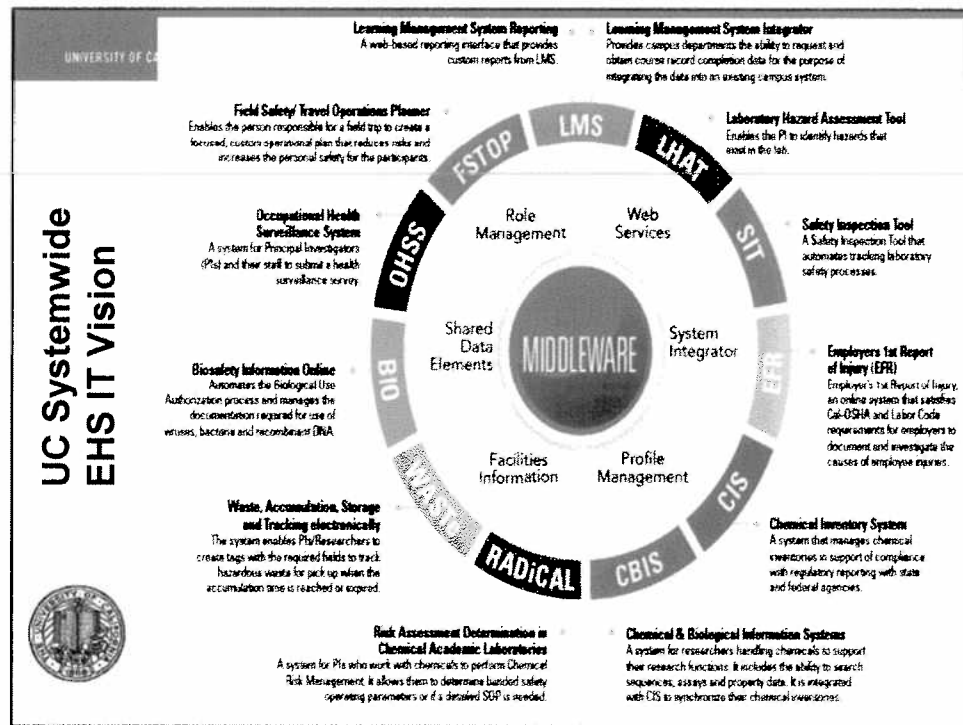 UNIVERSITY OF CA
UC Systemwide
EHS IT Vision
Learning Management System Reporting
A web-based reporting interface that provides
custom reports from LMS.
Learning Management System Integrator
Provides campus departments the ability to request and
obtain course record completion data for the purpose of
integrating the data into an existing campus system.
Field Safety/ Travel Operations Planner
Enables the person responsible for a field trip to create a
focused, custom operational plan that reduces risks and
increases the personal safety for the participants.
Laboratory Hazard Assessment Tool
Enables the PI to identify hazards that
exist in the lab.
Occupational Health
Surveillance System
A system for Principal Investigators
(PIs) and their staff to submit a health
surveillance survey.
Safety Inspection Tool
A Safety Inspection Tool that
automates tracking laboratory
safety processes.
Biosafety Information Online
Automates the Biological Use
Authorization process and manages the
documentation required for use of
viruses, bacteria and recombinant DNA.
Employers 1st Report
of Injury (EFR)
Employer's 1st Report of Injury,
an online system that satisfies
Cal-OSHA and Labor Code
requirements for employers to
document and investigate the
causes of employee injuries.
Waste, Accumulation, Storage
and Tracking electronically
The system enables PIs/Researchers to
create tags with the required fields to track
hazardous waste for pick up when the
accumulation time is reached or expired.
Chemical Inventory System
A system that manages chemical
inventories in support of compliance
with regulatory reporting with state
and federal agencies.
Risk Assessment Determination in
Chemical Academic Laboratories
A system for PIs who work with chemicals to perform Chemical
Risk Management. It allows them to determine banded safety
operating parameters or if a detailed SOP is needed.
Chemical & Biological Information Systems
A system for researchers handling chemicals to support
their research functions. It includes the ability to search
sequences, assays and property data. It is integrated
with CIS to synchronize their chemical inventories.
LMS
LHAT
SIT
EFR
CIS
CBIS
RADiCAL
WASTe
BIO
OHSS
FSTOP
Role
Management
Web
Services
Shared
Data
Elements
MIDDLEWARE
System
Integrator
Facilities
Information
Profile
Management